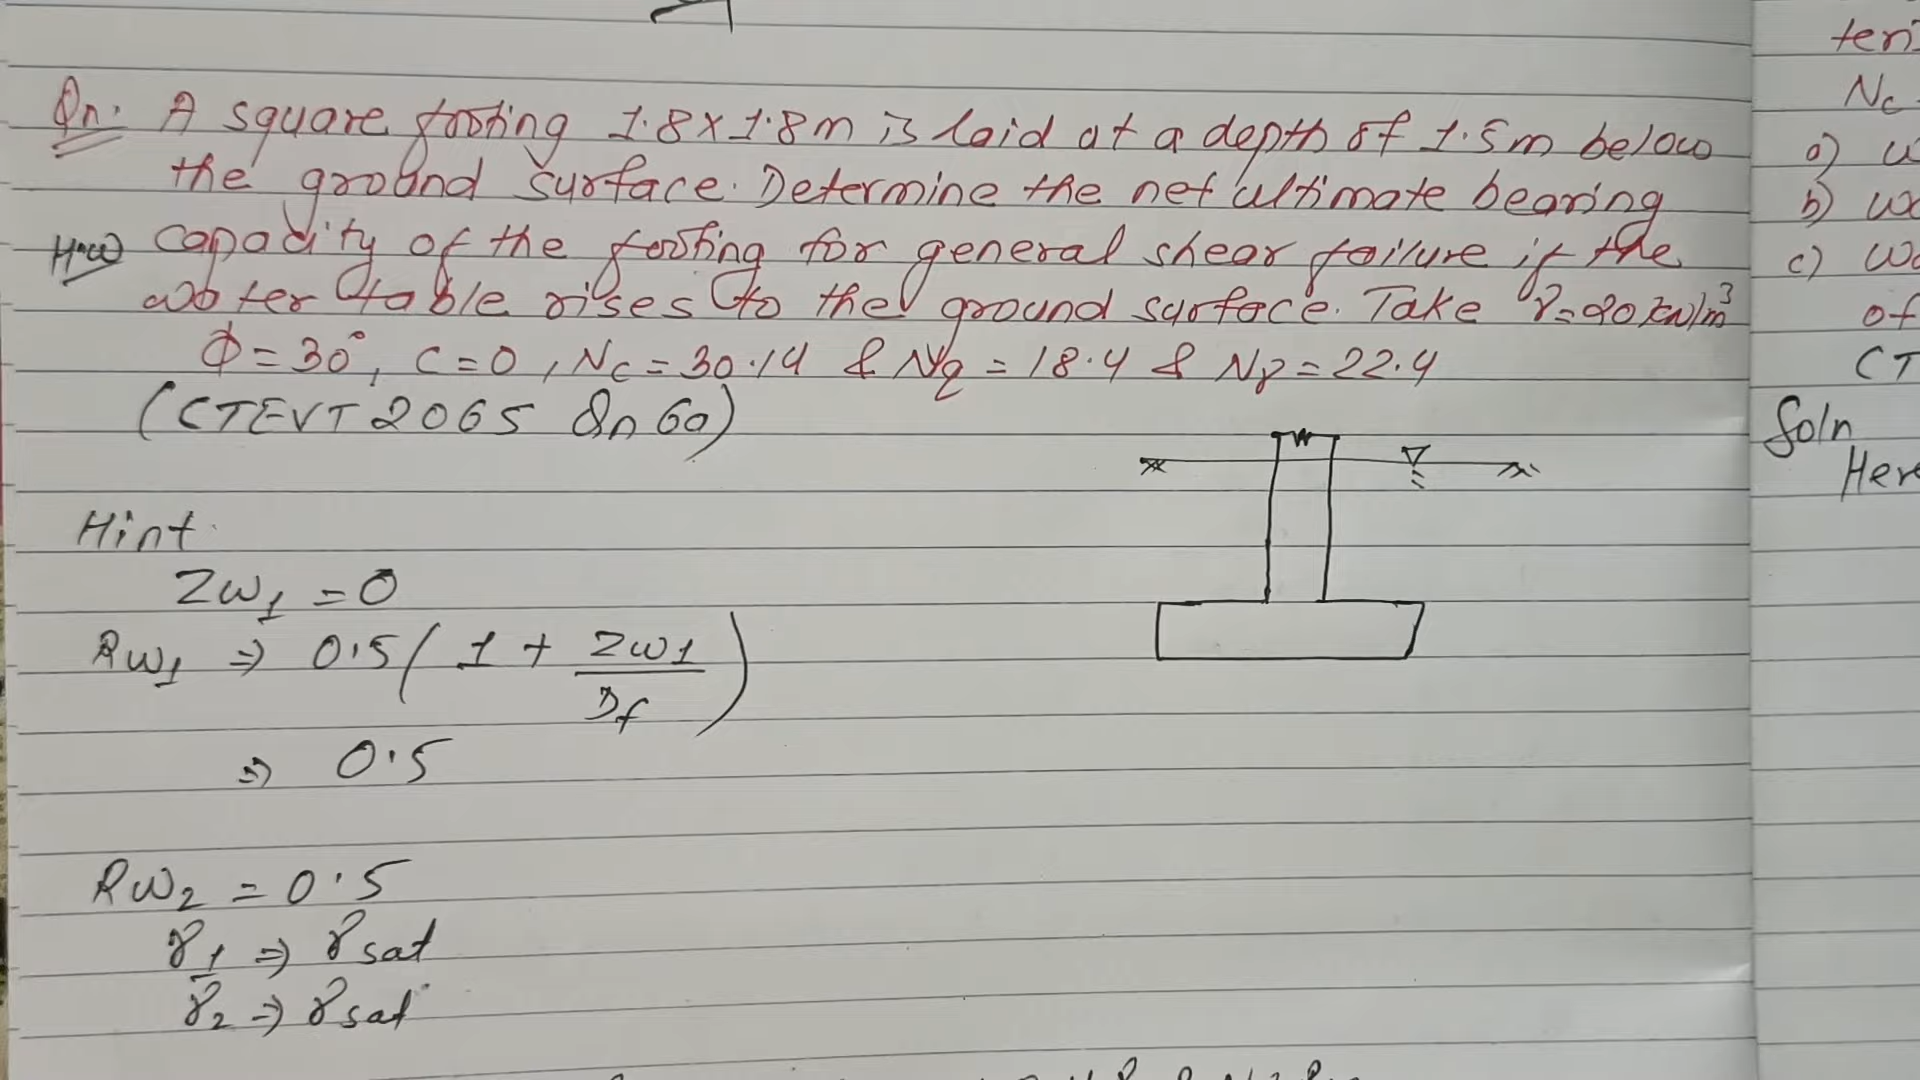 Qn. A square footing 1.8x1.8m is laid at a depth of 1.5m below
the ground surface. Determine the net ultimate bearing
H.w capacity of the footing for general shear failure if the
water table rises to the ground surface. Take γ=20 kN/m³
Φ=30°, C=0, Nc=30.14 & Nq=18.4 & Nγ=22.4
(CTEVT 2065 Qn 6a)
Hint
Zw1 = 0
Rw1 ⇒ 0.5(1 + Zw1/Df)
⇒ 0.5
Rw2 = 0.5
γ1 ⇒ γsat
γ2 ⇒ γsat
Nc
a)
b)
c)
of
CT
Soln
Her